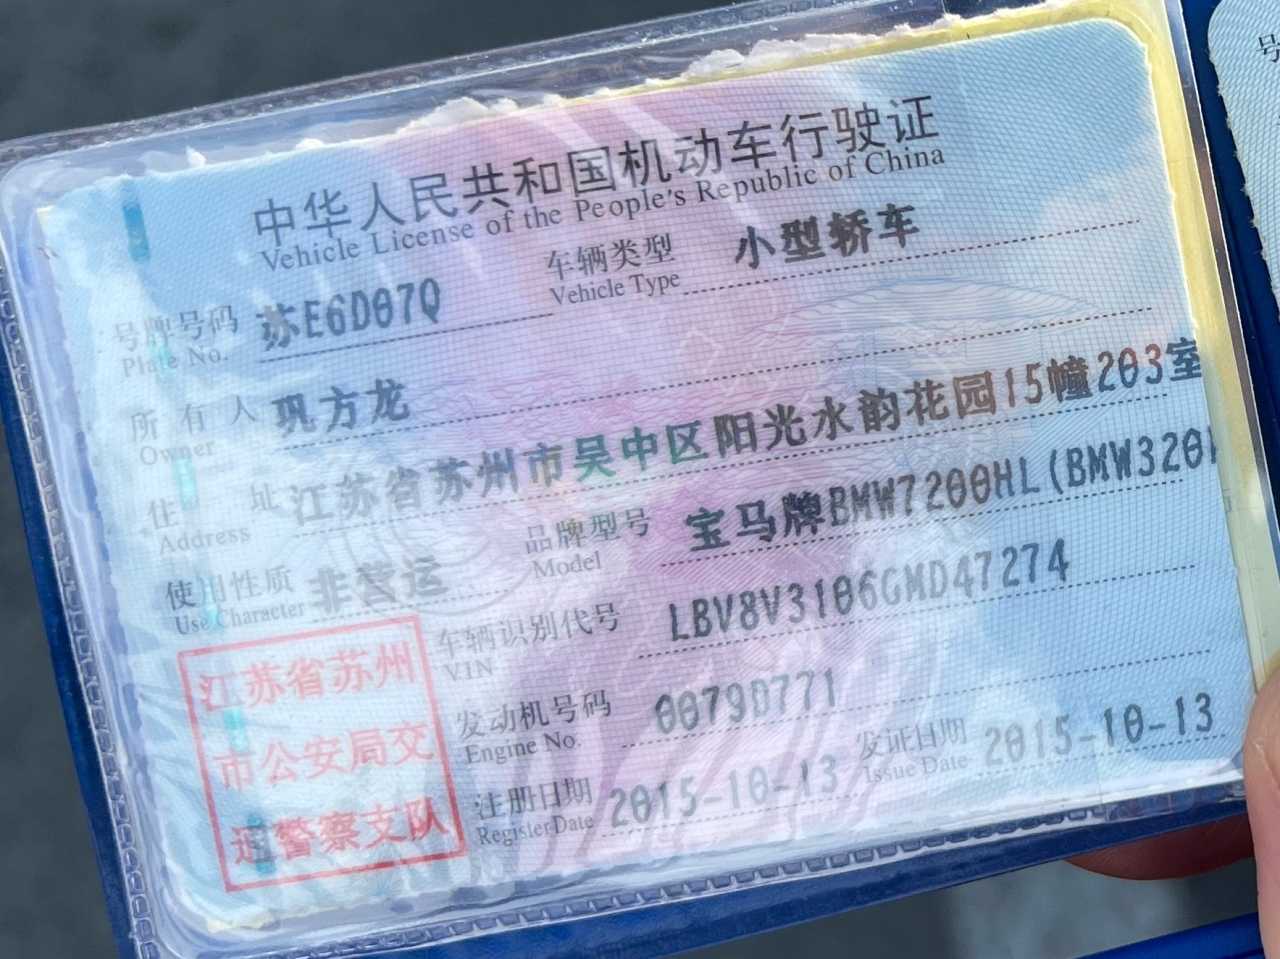 中华人民共和国机动车行驶证
Vehicle License of the People's Republic of China
号牌号码 苏E6D07Q 车辆类型 小型轿车
Plate No. Vehicle Type
所有人 巩方龙
Owner
住址 江苏省苏州市吴中区阳光水韵花园15幢203室
Address
使用性质 非营运 品牌型号 宝马牌BMW7200HL(BMW320
Use Character Model
车辆识别代号 LBV8V3106GMD47274
VIN
发动机号码 0079D771
Engine No.
注册日期 2015-10-13 发证日期 2015-10-13
Register Date Issue Date
江苏省苏州
市公安局交
通警察支队
号